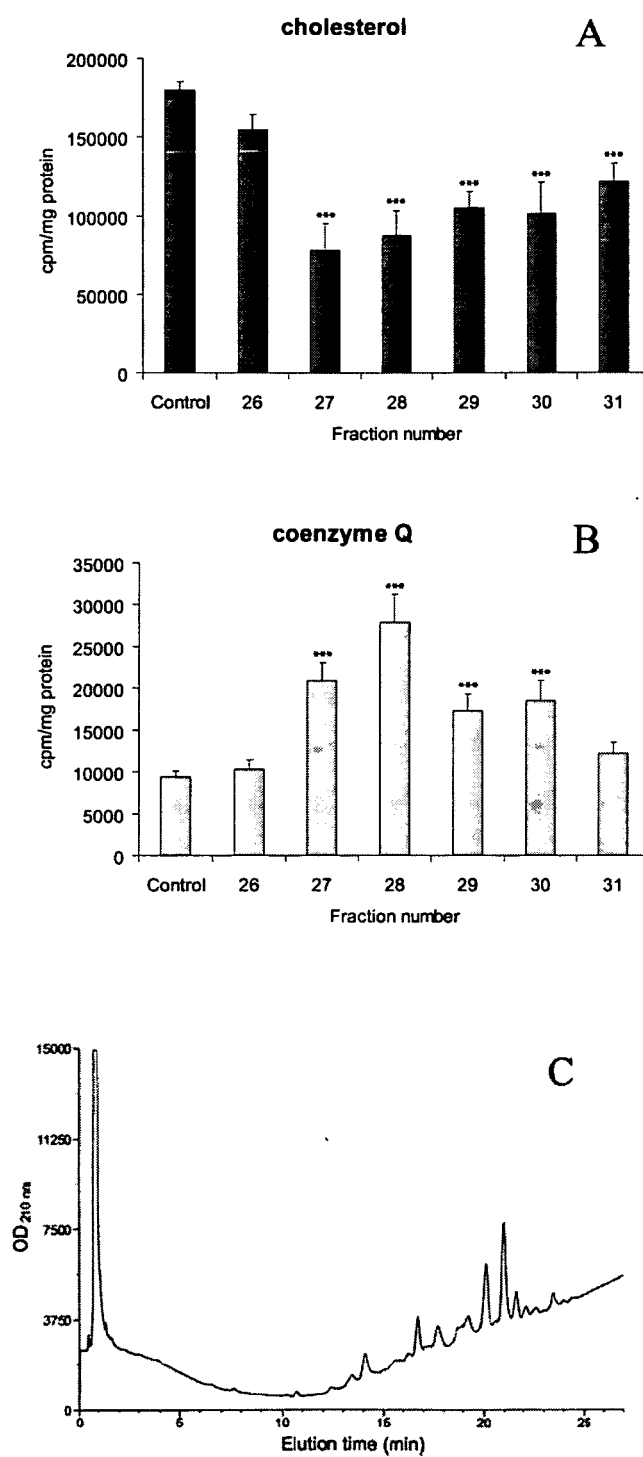 cholesterol
A
200000
150000
100000
50000
0
cpm/mg protein
*** *** *** *** ***
Control 26 27 28 29 30 31
Fraction number
coenzyme Q
B
35000
30000
25000
20000
15000
10000
5000
0
cpm/mg protein
*** *** *** ***
Control 26 27 28 29 30 31
Fraction number
C
15000
11250
7500
3750
0
OD 210 nm
0 5 10 15 20 25
Elution time (min)